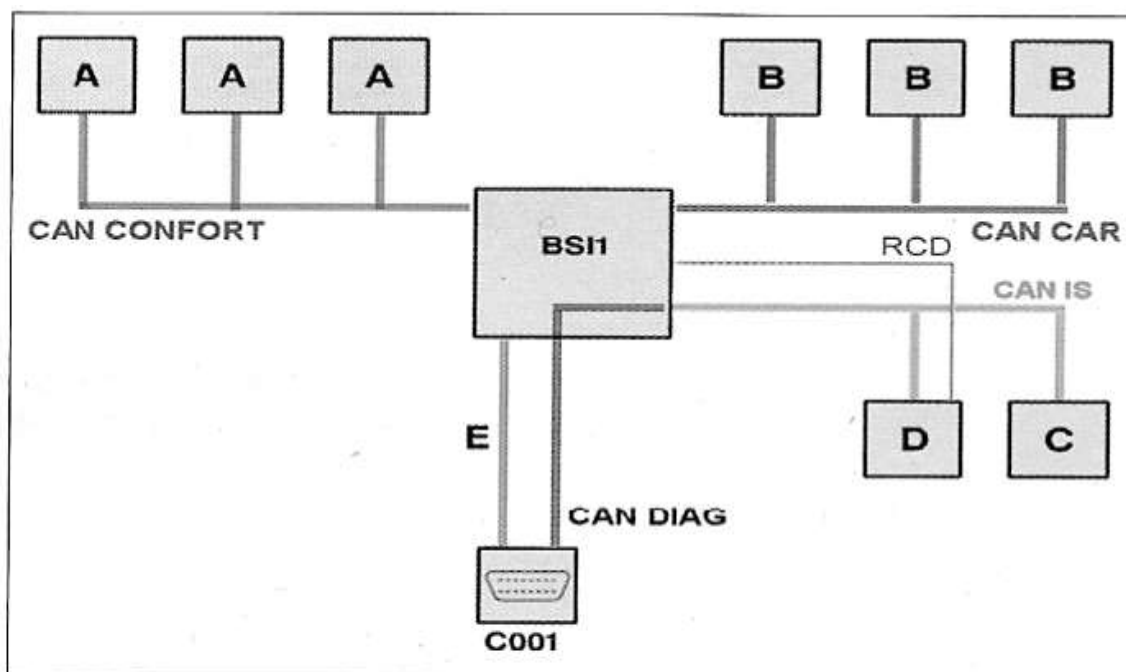 A A A B B B
CAN CONFORT
BSI1
CAN CAR
RCD
CAN IS
E
D C
CAN DIAG
C001